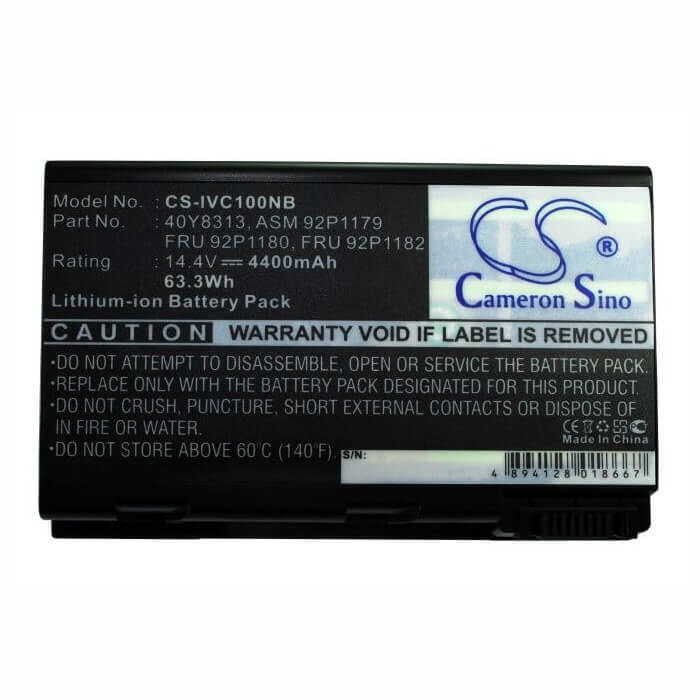 Model No. : CS-IVC100NB
Part No. : 40Y8313, ASM 92P1179
FRU 92P1180, FRU 92P1182
Rating : 14.4V 4400mAh
63.3Wh
Lithium-ion Battery Pack
CS ®
Cameron Sino
CAUTION WARRANTY VOID IF LABEL IS REMOVED
•DO NOT ATTEMPT TO DISASSEMBLE, OPEN OR SERVICE THE BATTERY PACK.
•REPLACE ONLY WITH THE BATTERY PACK DESIGNATED FOR THIS PRODUCT.
•DO NOT CRUSH, PUNCTURE, SHORT EXTERNAL CONTACTS OR DISPOSE OF
IN FIRE OR WATER.
•DO NOT STORE ABOVE 60°C (140°F).
CE
Made In China
S/N:
4 894128 018667